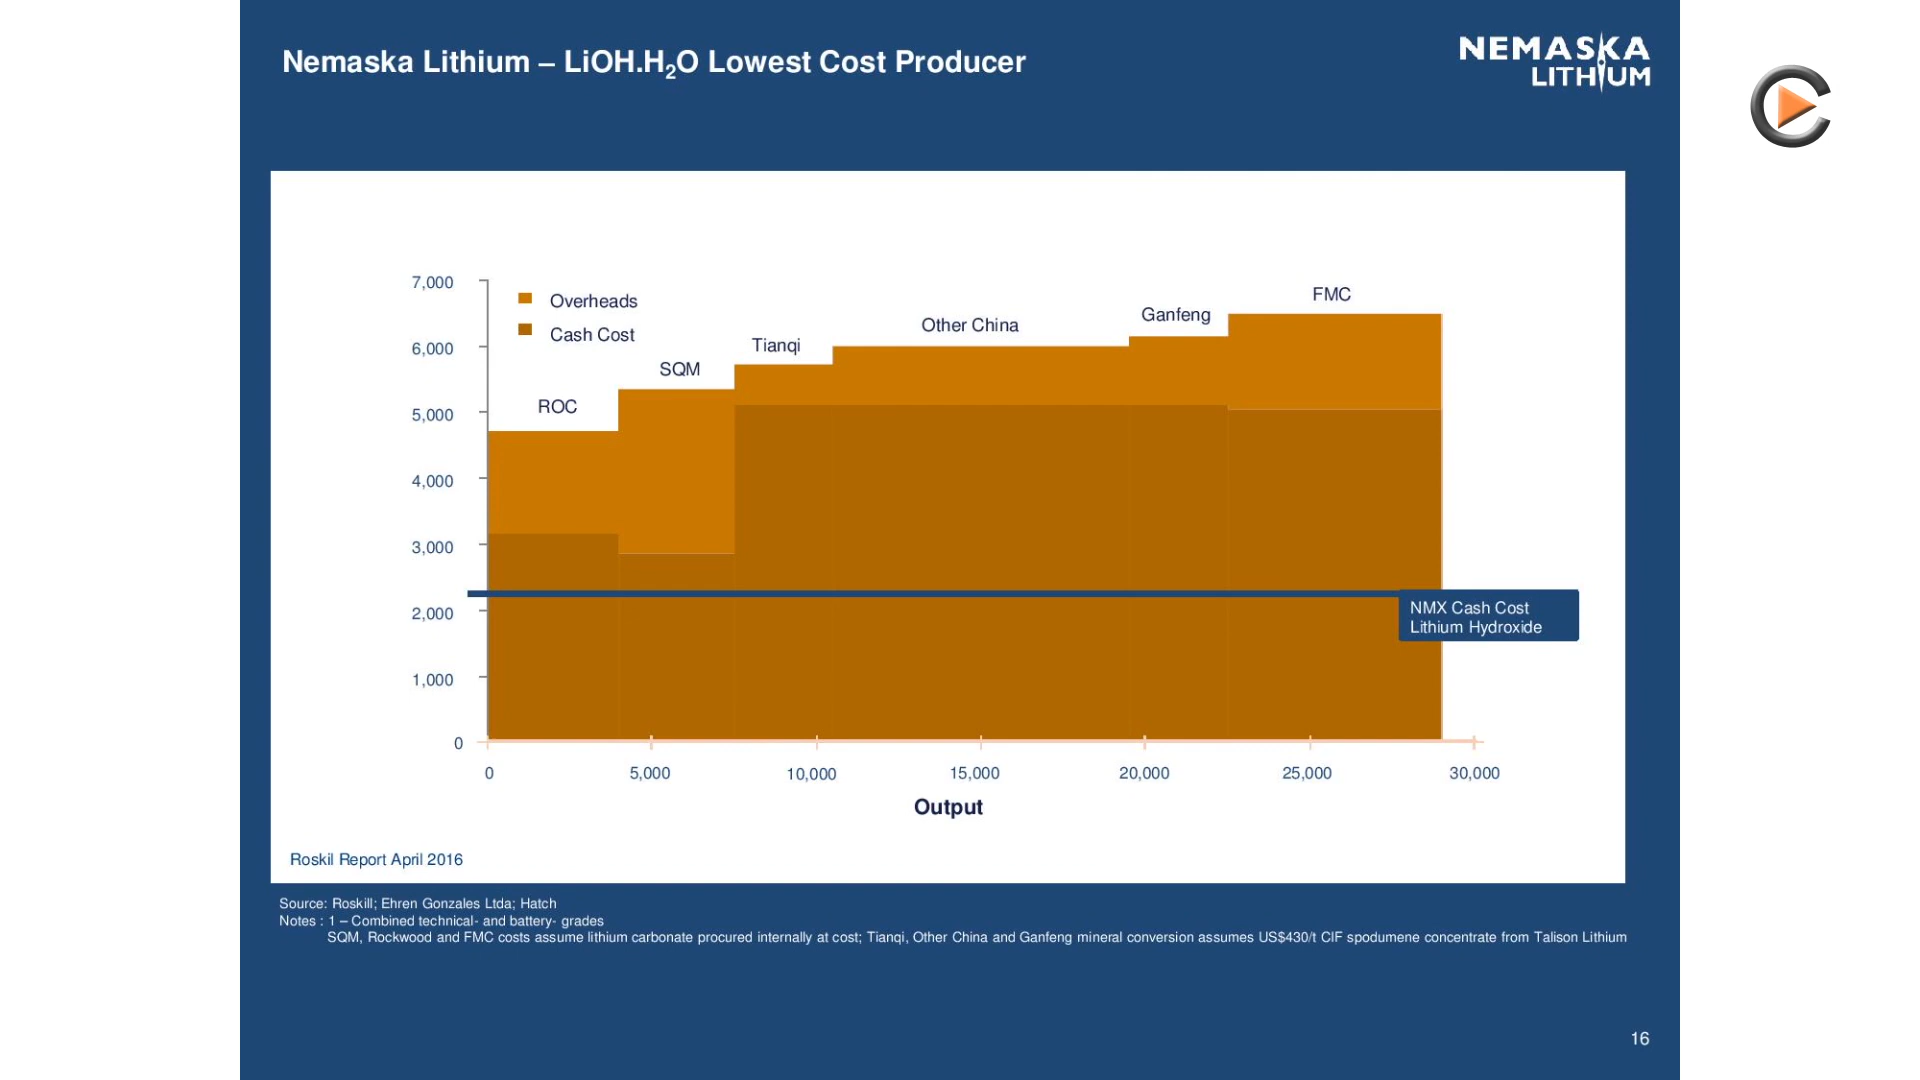 Nemaska Lithium – LiOH.H₂O Lowest Cost Producer
NEMASKA
LITHIUM
7,000
6,000
5,000
4,000
3,000
2,000
1,000
0
Overheads
Cash Cost
ROC
SQM
Tianqi
Other China
Ganfeng
FMC
NMX Cash Cost
Lithium Hydroxide
0 5,000 10,000 15,000 20,000 25,000 30,000
Output
Roskil Report April 2016
Source: Roskill; Ehren Gonzales Ltda; Hatch
Notes : 1 – Combined technical- and battery- grades
SQM, Rockwood and FMC costs assume lithium carbonate procured internally at cost; Tianqi, Other China and Ganfeng mineral conversion assumes US$430/t CIF spodumene concentrate from Talison Lithium
16